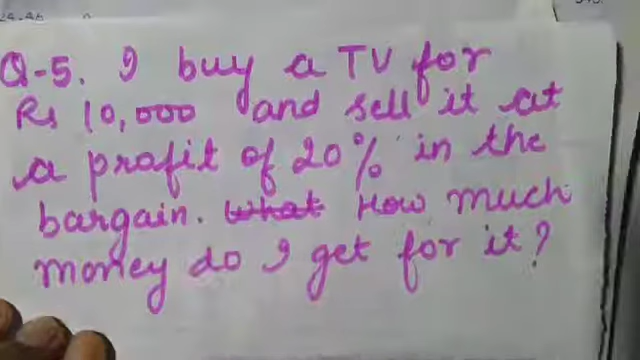 Q-5. I buy a TV for
Rs 10,000 and sell it at
a profit of 20% in the
bargain. What How much
money do I get for it?